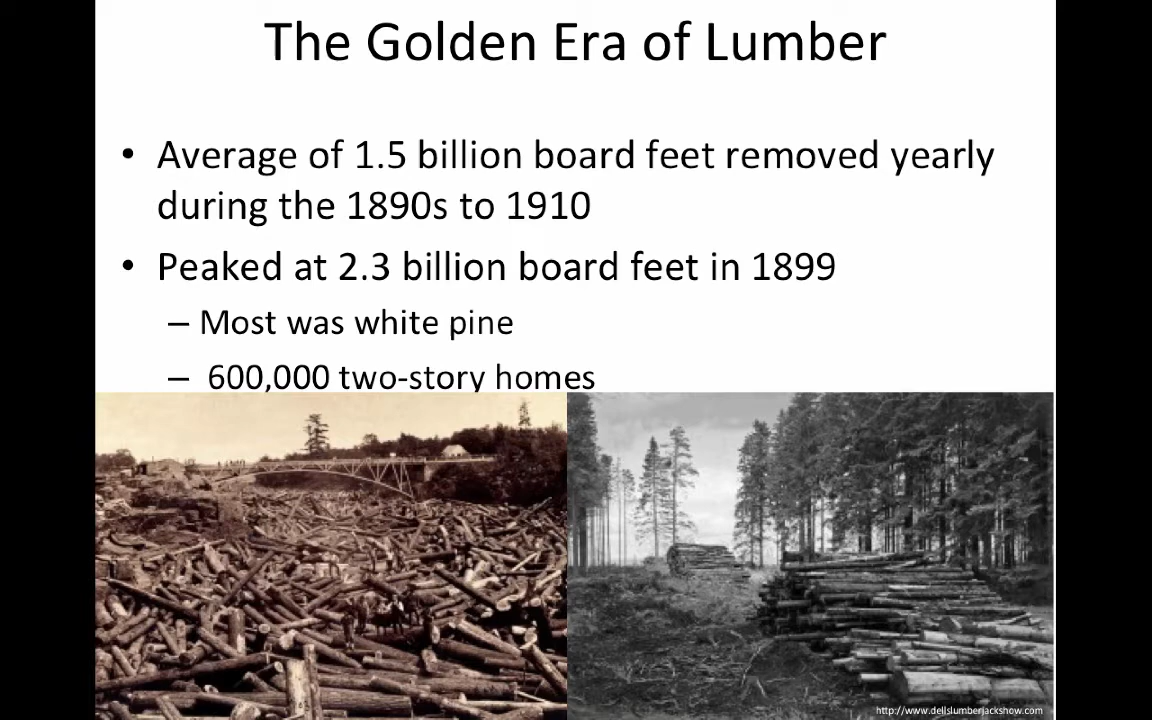 The Golden Era of Lumber
• Average of 1.5 billion board feet removed yearly
during the 1890s to 1910
• Peaked at 2.3 billion board feet in 1899
– Most was white pine
– 600,000 two-story homes
http://www.dellslumberjackshow.com